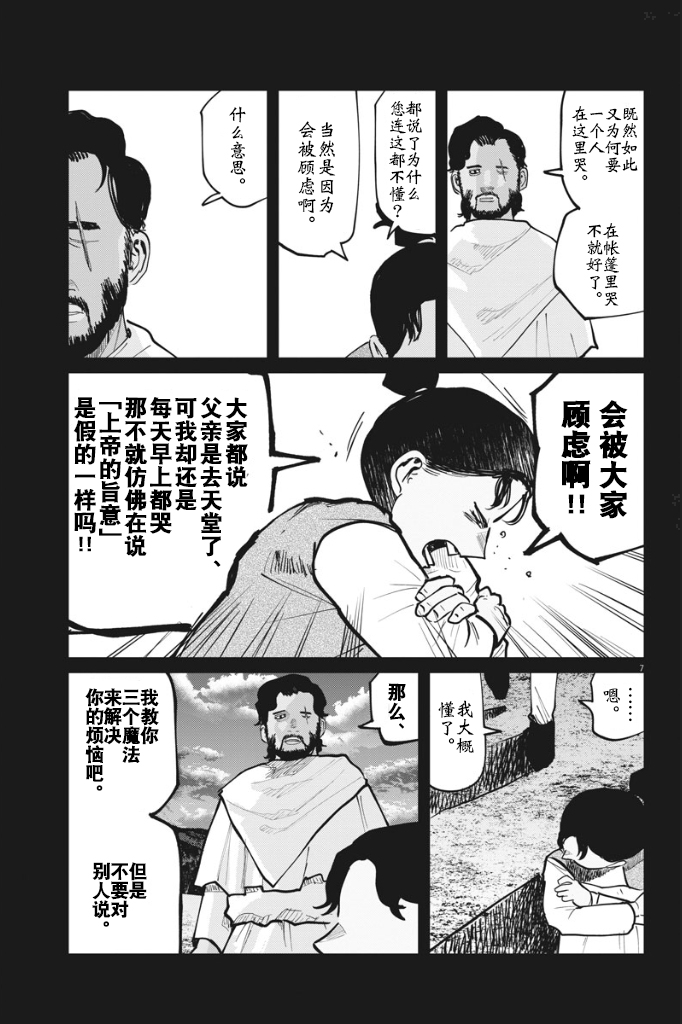 既然如此
又为何要
一个人
在这里哭。
在帐篷里哭
不就好了。
都说了为什么
您连这都
不懂？
当然是因为
会被顾虑啊。
什么意思。
会被大家
顾虑啊!!
大家都说
父亲是去天堂了、
可我却还是
每天早上都哭
那不就仿佛在说
「上帝的旨意」
是假的一样吗!!
7
……
嗯。
我大概
懂了。
那么、
我教你
三个魔法
来解决
你的烦恼吧。
但是
不要对
别人说。